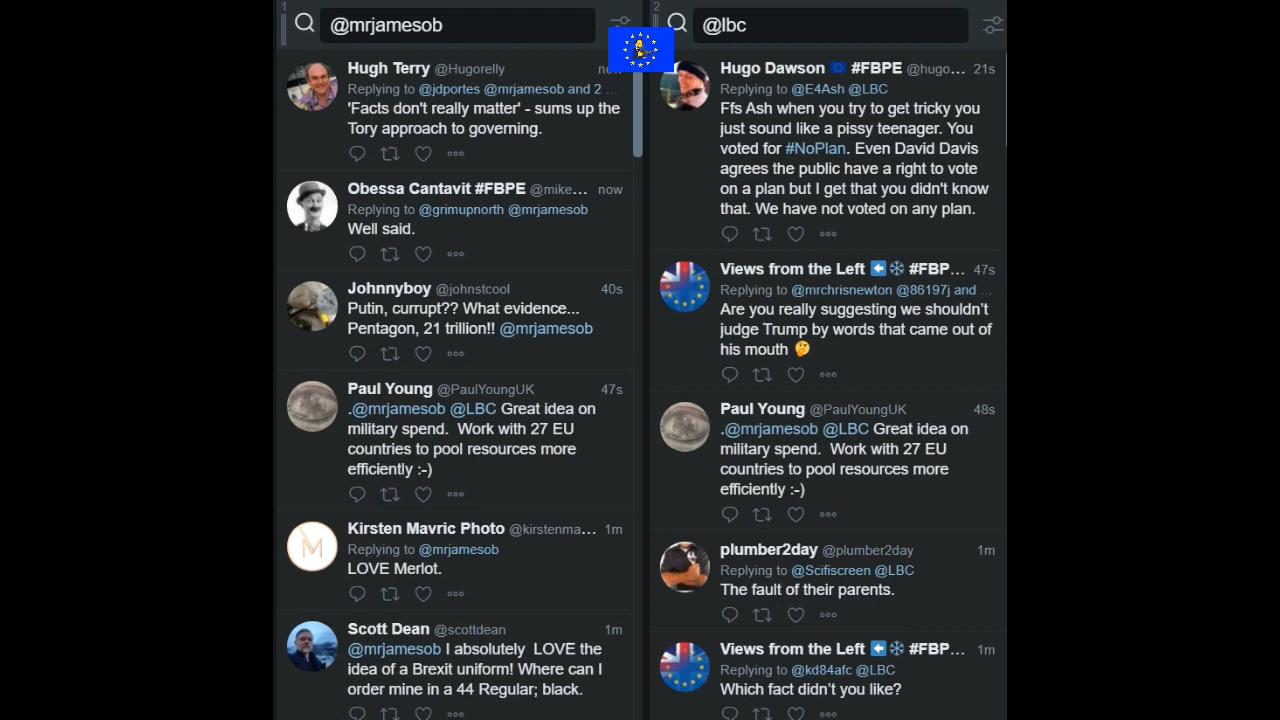 1
@mrjamesob
Hugh Terry @Hugorelly now
Replying to @jdportes @mrjamesob and 2 ...
'Facts don't really matter' - sums up the
Tory approach to governing.
Obessa Cantavit #FBPE @mike... now
Replying to @grimupnorth @mrjamesob
Well said.
Johnnyboy @johnstcool 40s
Putin, currupt?? What evidence...
Pentagon, 21 trillion!! @mrjamesob
Paul Young @PaulYoungUK 47s
.@mrjamesob @LBC Great idea on
military spend.  Work with 27 EU
countries to pool resources more
efficiently :-)
Kirsten Mavric Photo @kirstenma... 1m
Replying to @mrjamesob
LOVE Merlot.
Scott Dean @scottdean 1m
@mrjamesob I absolutely  LOVE the
idea of a Brexit uniform! Where can I
order mine in a 44 Regular; black.
2
@lbc
Hugo Dawson 🇪🇺 #FBPE @hugo... 21s
Replying to @E4Ash @LBC
Ffs Ash when you try to get tricky you
just sound like a pissy teenager. You
voted for #NoPlan. Even David Davis
agrees the public have a right to vote
on a plan but I get that you didn't know
that. We have not voted on any plan.
Views from the Left ⬅️❄️ #FBP... 47s
Replying to @mrchrisnewton @86197j and ...
Are you really suggesting we shouldn't
judge Trump by words that came out of
his mouth 🤔
Paul Young @PaulYoungUK 48s
.@mrjamesob @LBC Great idea on
military spend.  Work with 27 EU
countries to pool resources more
efficiently :-)
plumber2day @plumber2day 1m
Replying to @Scifiscreen @LBC
The fault of their parents.
Views from the Left ⬅️❄️ #FBP... 1m
Replying to @kd84afc @LBC
Which fact didn't you like?